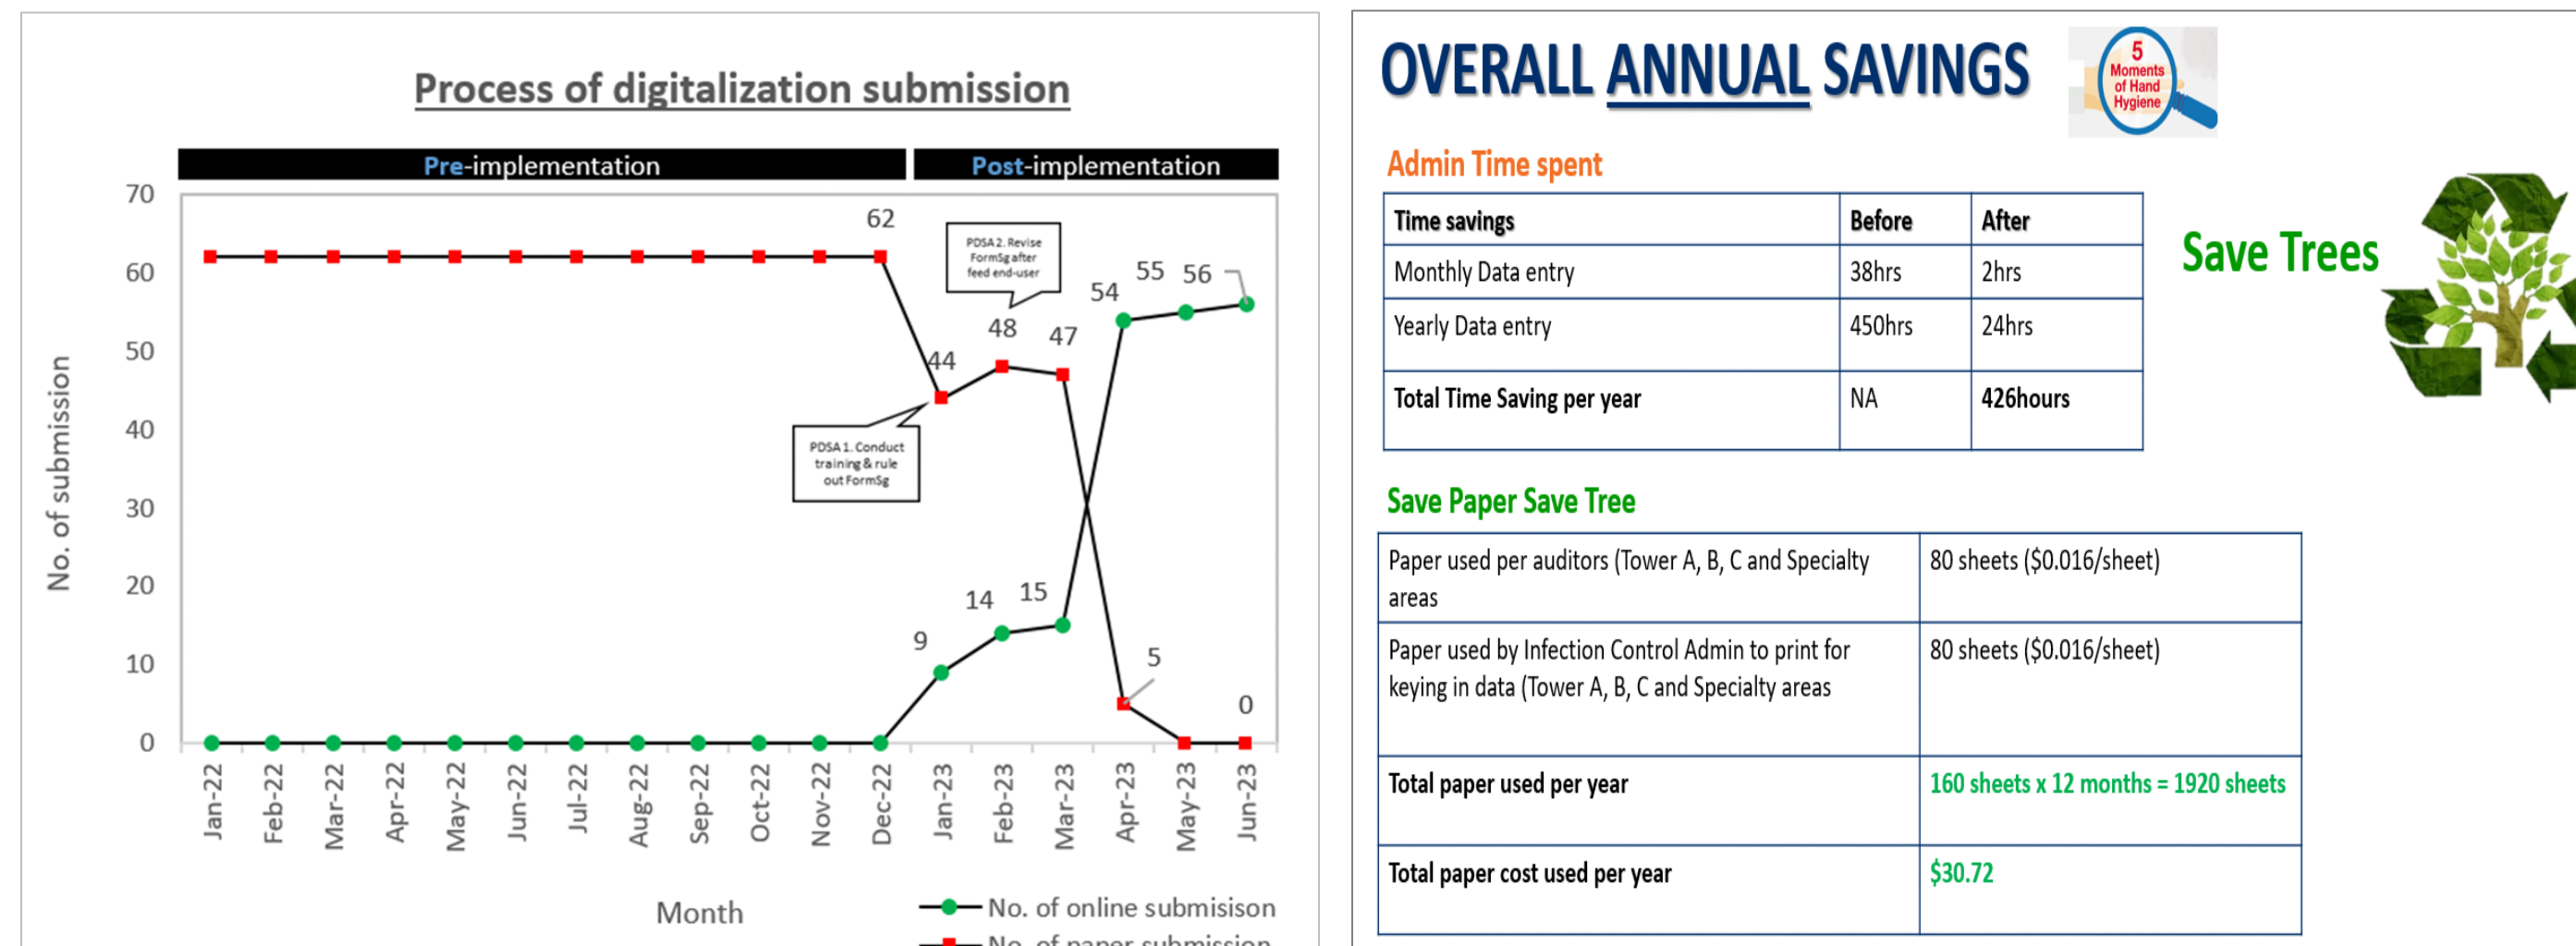 Process of digitalization submission
Pre-implementation
Post-implementation
70
60
50
40
30
20
10
0
No. of submission
62
44
48
47
5
0
9
14
15
54
55
56
PDSA 1. Conduct
training & rule
out FormSg
PDSA 2. Revise
FormSg after
feed end-user
Jan-22
Feb-22
Mar-22
Apr-22
May-22
Jun-22
Jul-22
Aug-22
Sep-22
Oct-22
Nov-22
Dec-22
Jan-23
Feb-23
Mar-23
Apr-23
May-23
Jun-23
Month
No. of online submisison
No. of paper submission
OVERALL ANNUAL SAVINGS
5
Moments
of Hand
Hygiene
Admin Time spent
Time savings Before After
Monthly Data entry 38hrs 2hrs
Yearly Data entry 450hrs 24hrs
Total Time Saving per year NA 426hours
Save Trees
Save Paper Save Tree
Paper used per auditors (Tower A, B, C and Specialty 80 sheets ($0.016/sheet)
areas
Paper used by Infection Control Admin to print for 80 sheets ($0.016/sheet)
keying in data (Tower A, B, C and Specialty areas
Total paper used per year 160 sheets x 12 months = 1920 sheets
Total paper cost used per year $30.72